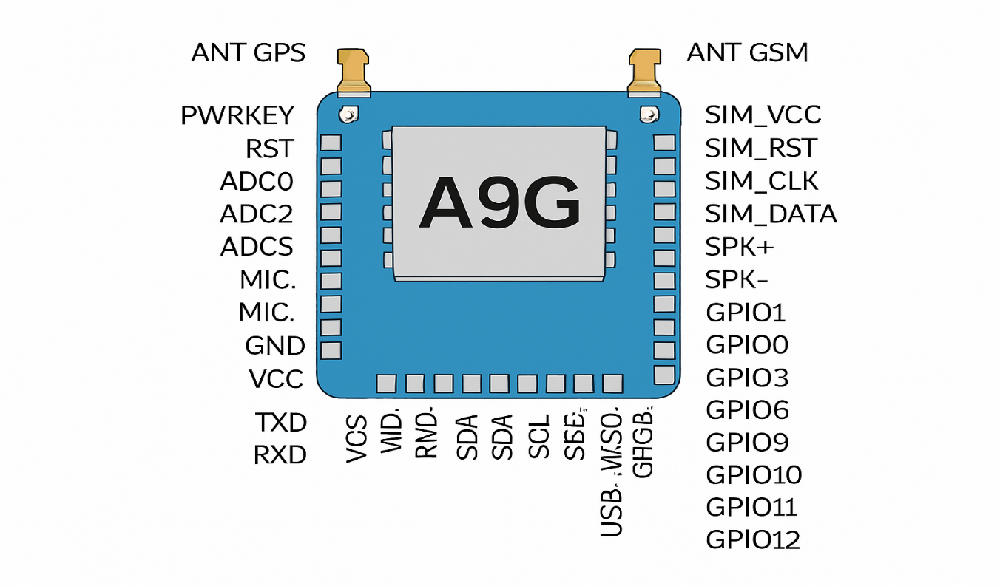 ANT GPS
ANT GSM
PWRKEY
RST
ADC0
ADC2
ADCS
MIC.
MIC.
GND
VCC
TXD
RXD
A9G
SIM_VCC
SIM_RST
SIM_CLK
SIM_DATA
SPK+
SPK-
GPIO1
GPIO0
GPIO3
GPIO6
GPIO9
GPIO10
GPIO11
GPIO12
VCS
SDA
SDA
SCL
USB.